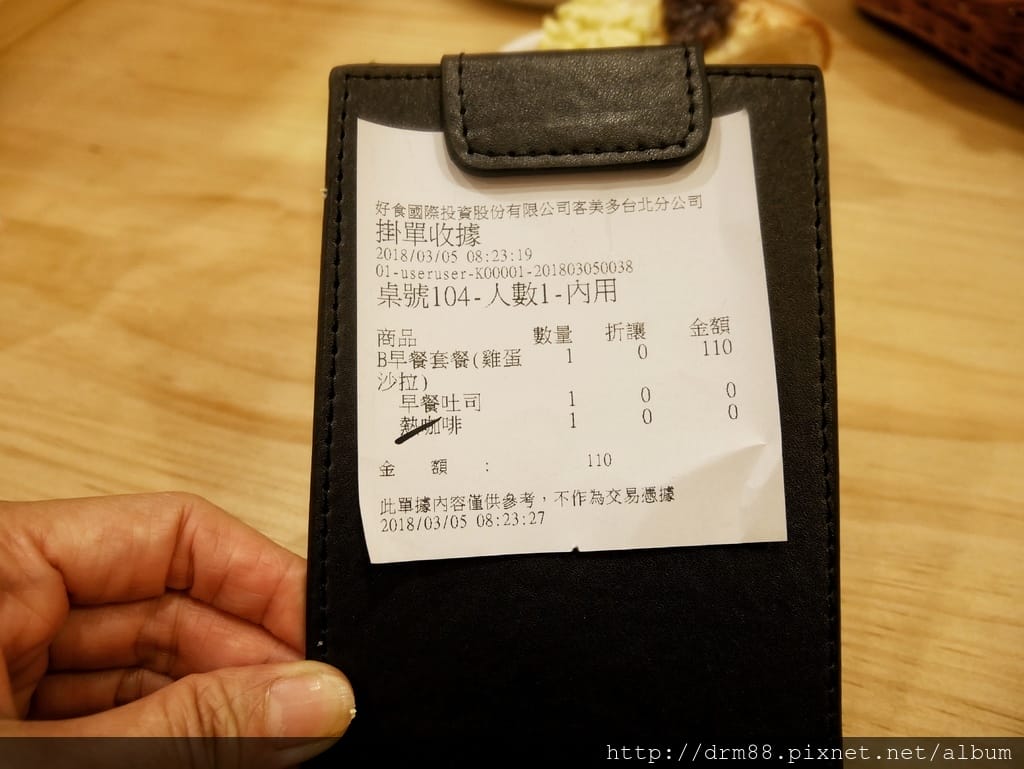 好食國際投資股份有限公司客美多台北分公司
掛單收據
2018/03/05 08:23:19
01-useruser-K00001-201803050038
桌號104-人數1-內用
商品 數量 折讓 金額
B早餐套餐(雞蛋 1 0 110
沙拉)
早餐吐司 1 0 0
熱咖啡 1 0 0
金 額 : 110
此單據內容僅供參考，不作為交易憑據
2018/03/05 08:23:27
http://drm88.pixnet.net/album